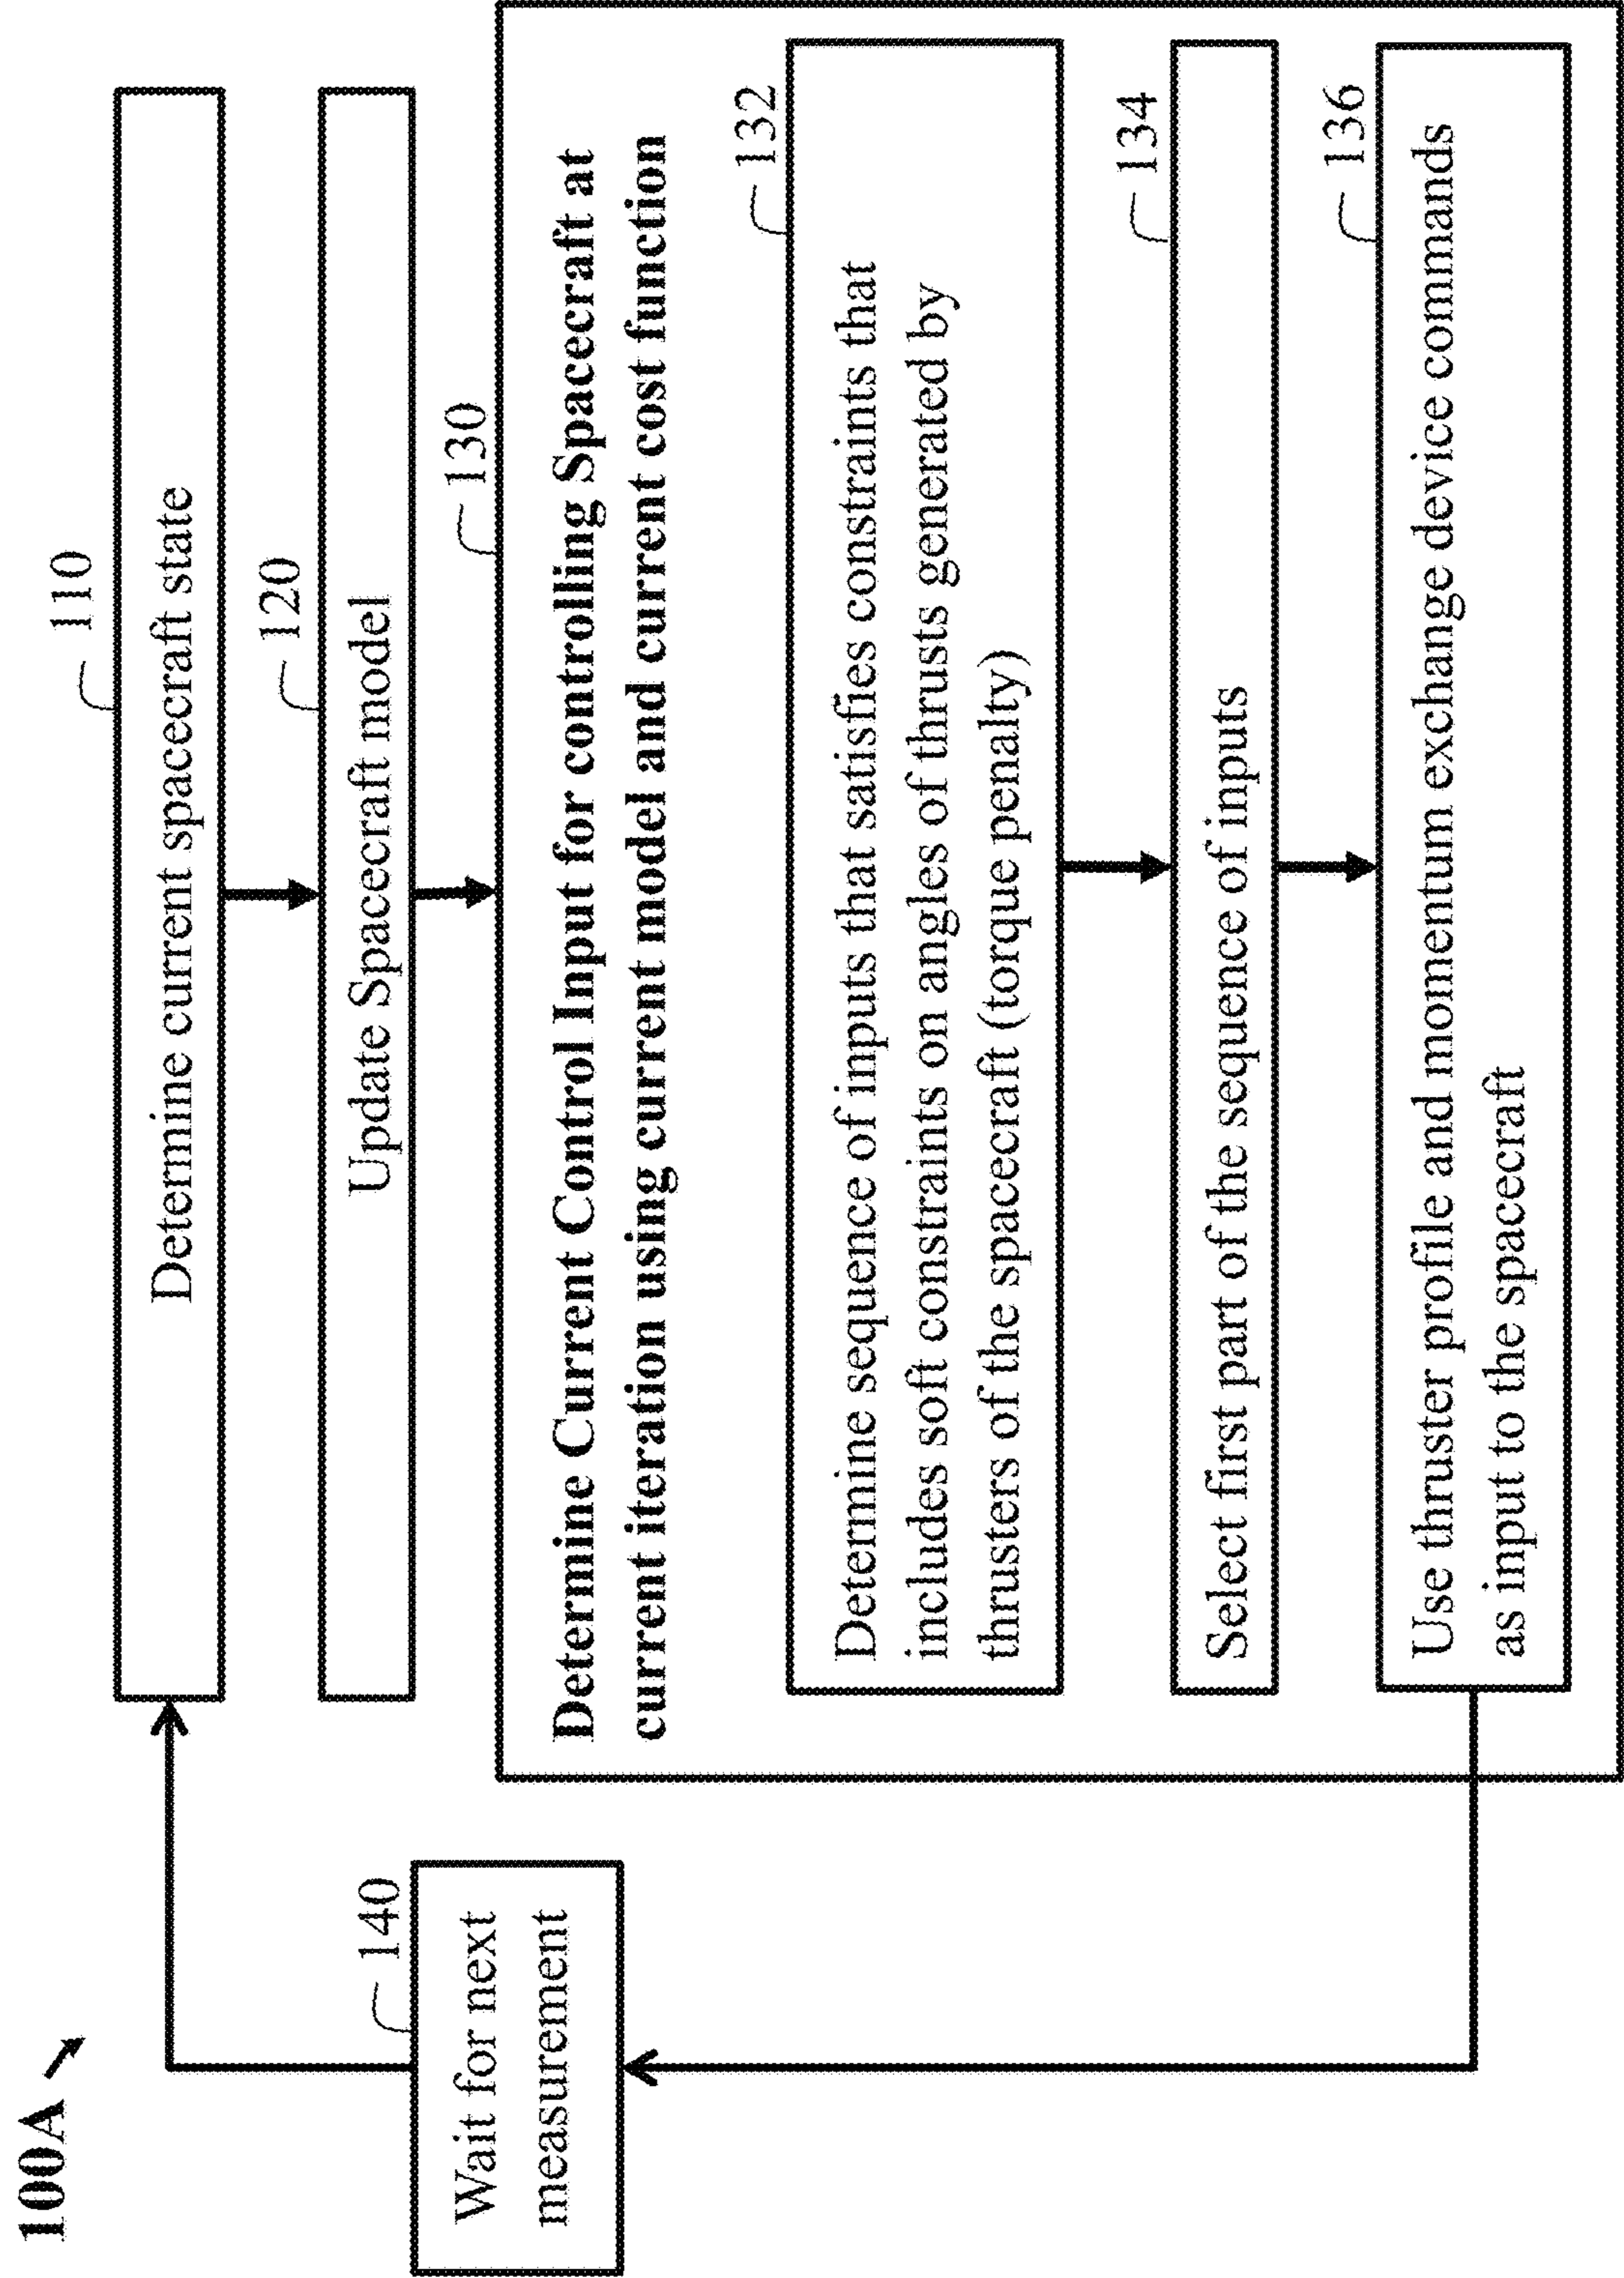 100A
110
Determine current spacecraft state
120
Update Spacecraft model
130
Determine Current Control Input for controlling Spacecraft at
current iteration using current model and current cost function
132
Determine sequence of inputs that satisfies constraints that
includes soft constraints on angles of thrusts generated by
thrusters of the spacecraft (torque penalty)
134
Select first part of the sequence of inputs
136
Use thruster profile and momentum exchange device commands
as input to the spacecraft
140
Wait for next
measurement